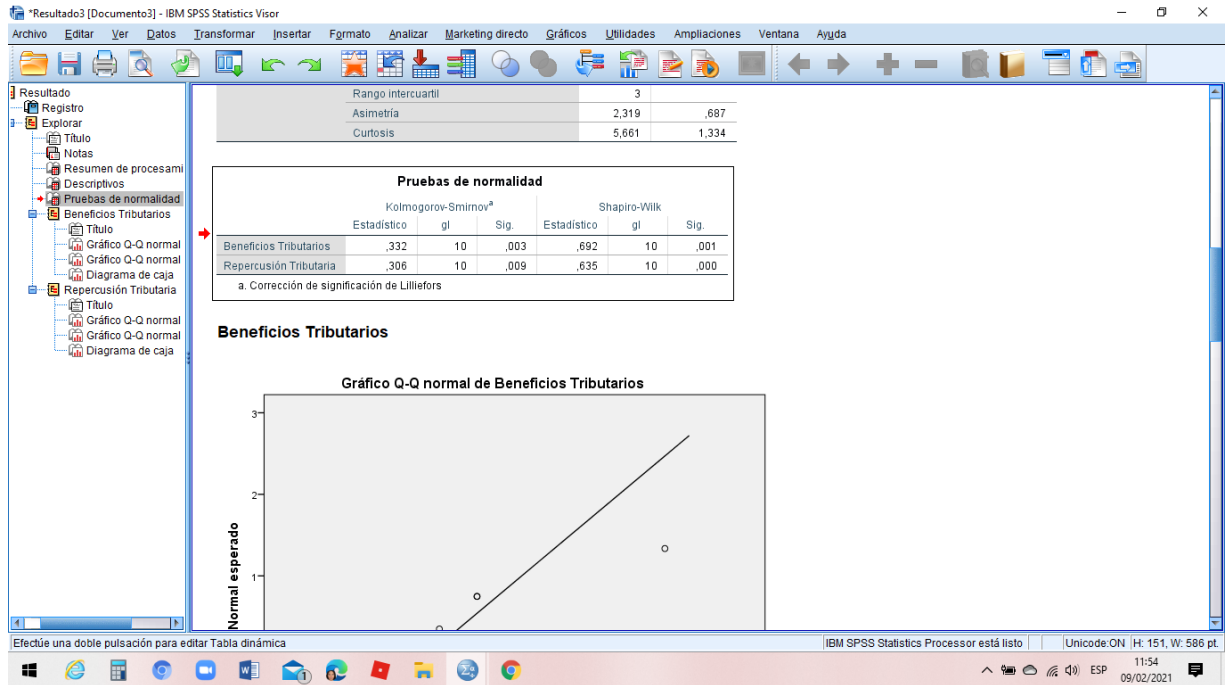 *Resultado3 [Documento3] - IBM SPSS Statistics Visor
Archivo Editar Ver Datos Transformar Insertar Formato Analizar Marketing directo Gráficos Utilidades Ampliaciones Ventana Ayuda
Resultado
Registro
Explorar
Título
Notas
Resumen de procesami
Descriptivos
Pruebas de normalidad
Beneficios Tributarios
Título
Gráfico Q-Q normal
Gráfico Q-Q normal
Diagrama de caja
Repercusión Tributaria
Título
Gráfico Q-Q normal
Gráfico Q-Q normal
Diagrama de caja
Rango intercuartil 3
Asimetría 2,319 ,687
Curtosis 5,661 1,334
Pruebas de normalidad
Kolmogorov-Smirnovª Shapiro-Wilk
Estadístico gl Sig. Estadístico gl Sig.
Beneficios Tributarios ,332 10 ,003 ,692 10 ,001
Repercusión Tributaria ,306 10 ,009 ,635 10 ,000
a. Corrección de significación de Lilliefors
Beneficios Tributarios
Gráfico Q-Q normal de Beneficios Tributarios
3
2
1
Normal esperado
Efectúe una doble pulsación para editar Tabla dinámica
IBM SPSS Statistics Processor está listo Unicode:ON H: 151, W: 586 pt.
ESP
11:54
09/02/2021